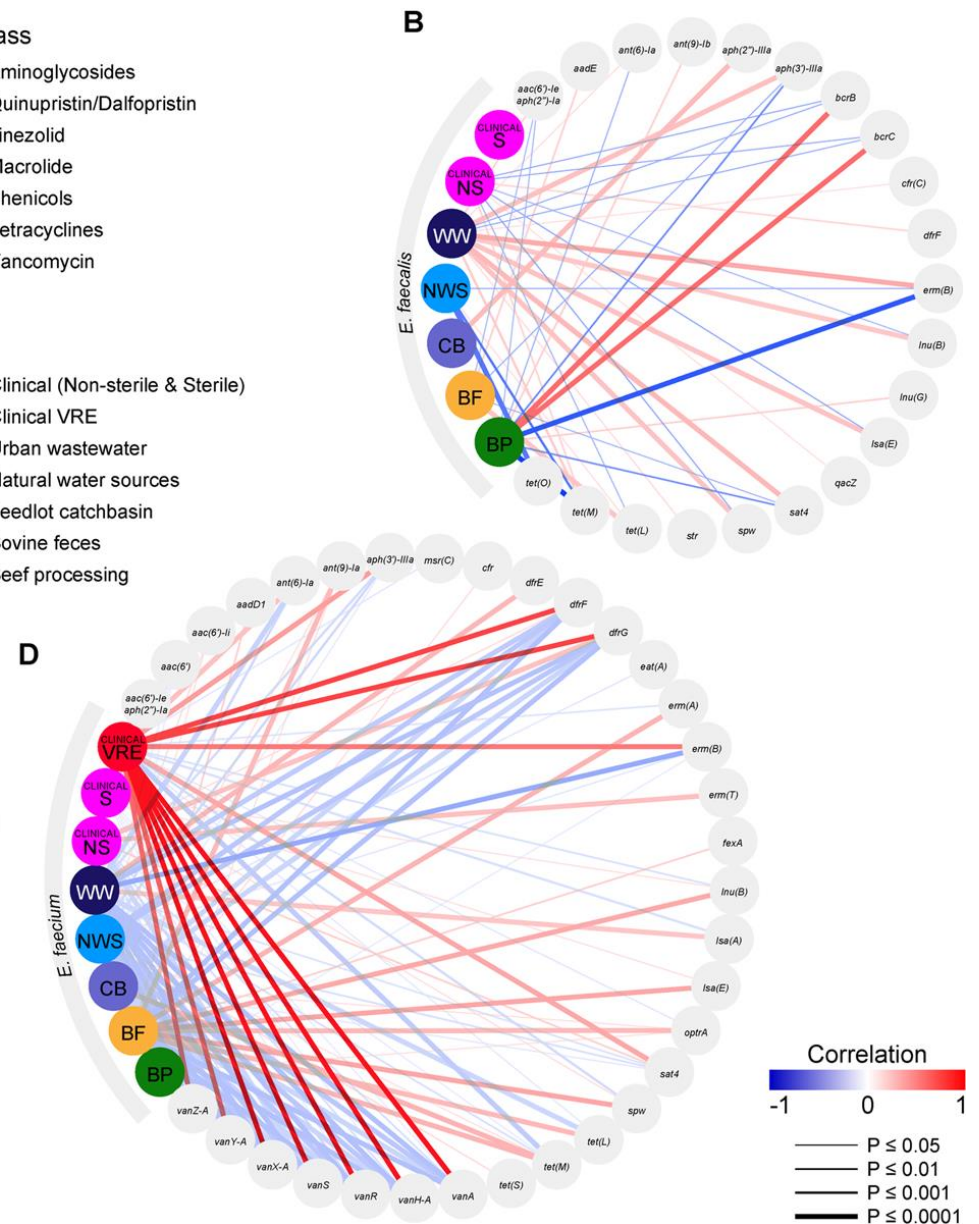 ass
minoglycosides
Quinupristin/Dalfopristin
inezolid
Macrolide
henicols
etracyclines
ancomycin
Clinical (Non-sterile & Sterile)
Clinical VRE
Urban wastewater
Natural water sources
eedlot catchbasin
Bovine feces
Beef processing
B
E. faecalis
CLINICAL
S
CLINICAL
NS
WW
NWS
CB
BF
BP
aac(6')-Ie
aph(2")-Ia
aadE
ant(6)-Ia
ant(9)-Ib
aph(2")-IIIa
aph(3')-IIIa
bcrB
bcrC
cfr(C)
dfrF
erm(B)
lnu(B)
lnu(G)
lsa(E)
qacZ
sat4
spw
str
tet(L)
tet(M)
tet(O)
D
E. faecium
CLINICAL
VRE
CLINICAL
S
CLINICAL
NS
WW
NWS
CB
BF
BP
aac(6')-Ie
aph(2")-Ia
aac(6')
aac(6')-Ii
aadD1
ant(6)-Ia
ant(9)-Ia
aph(3')-IIIa
msr(C)
cfr
dfrE
dfrF
dfrG
eat(A)
erm(A)
erm(B)
erm(T)
fexA
lnu(B)
lsa(A)
lsa(E)
optrA
sat4
spw
tet(L)
tet(M)
tet(S)
vanA
vanH-A
vanR
vanS
vanX-A
vanY-A
vanZ-A
Correlation
-1 0 1
P ≤ 0.05
P ≤ 0.01
P ≤ 0.001
P ≤ 0.0001